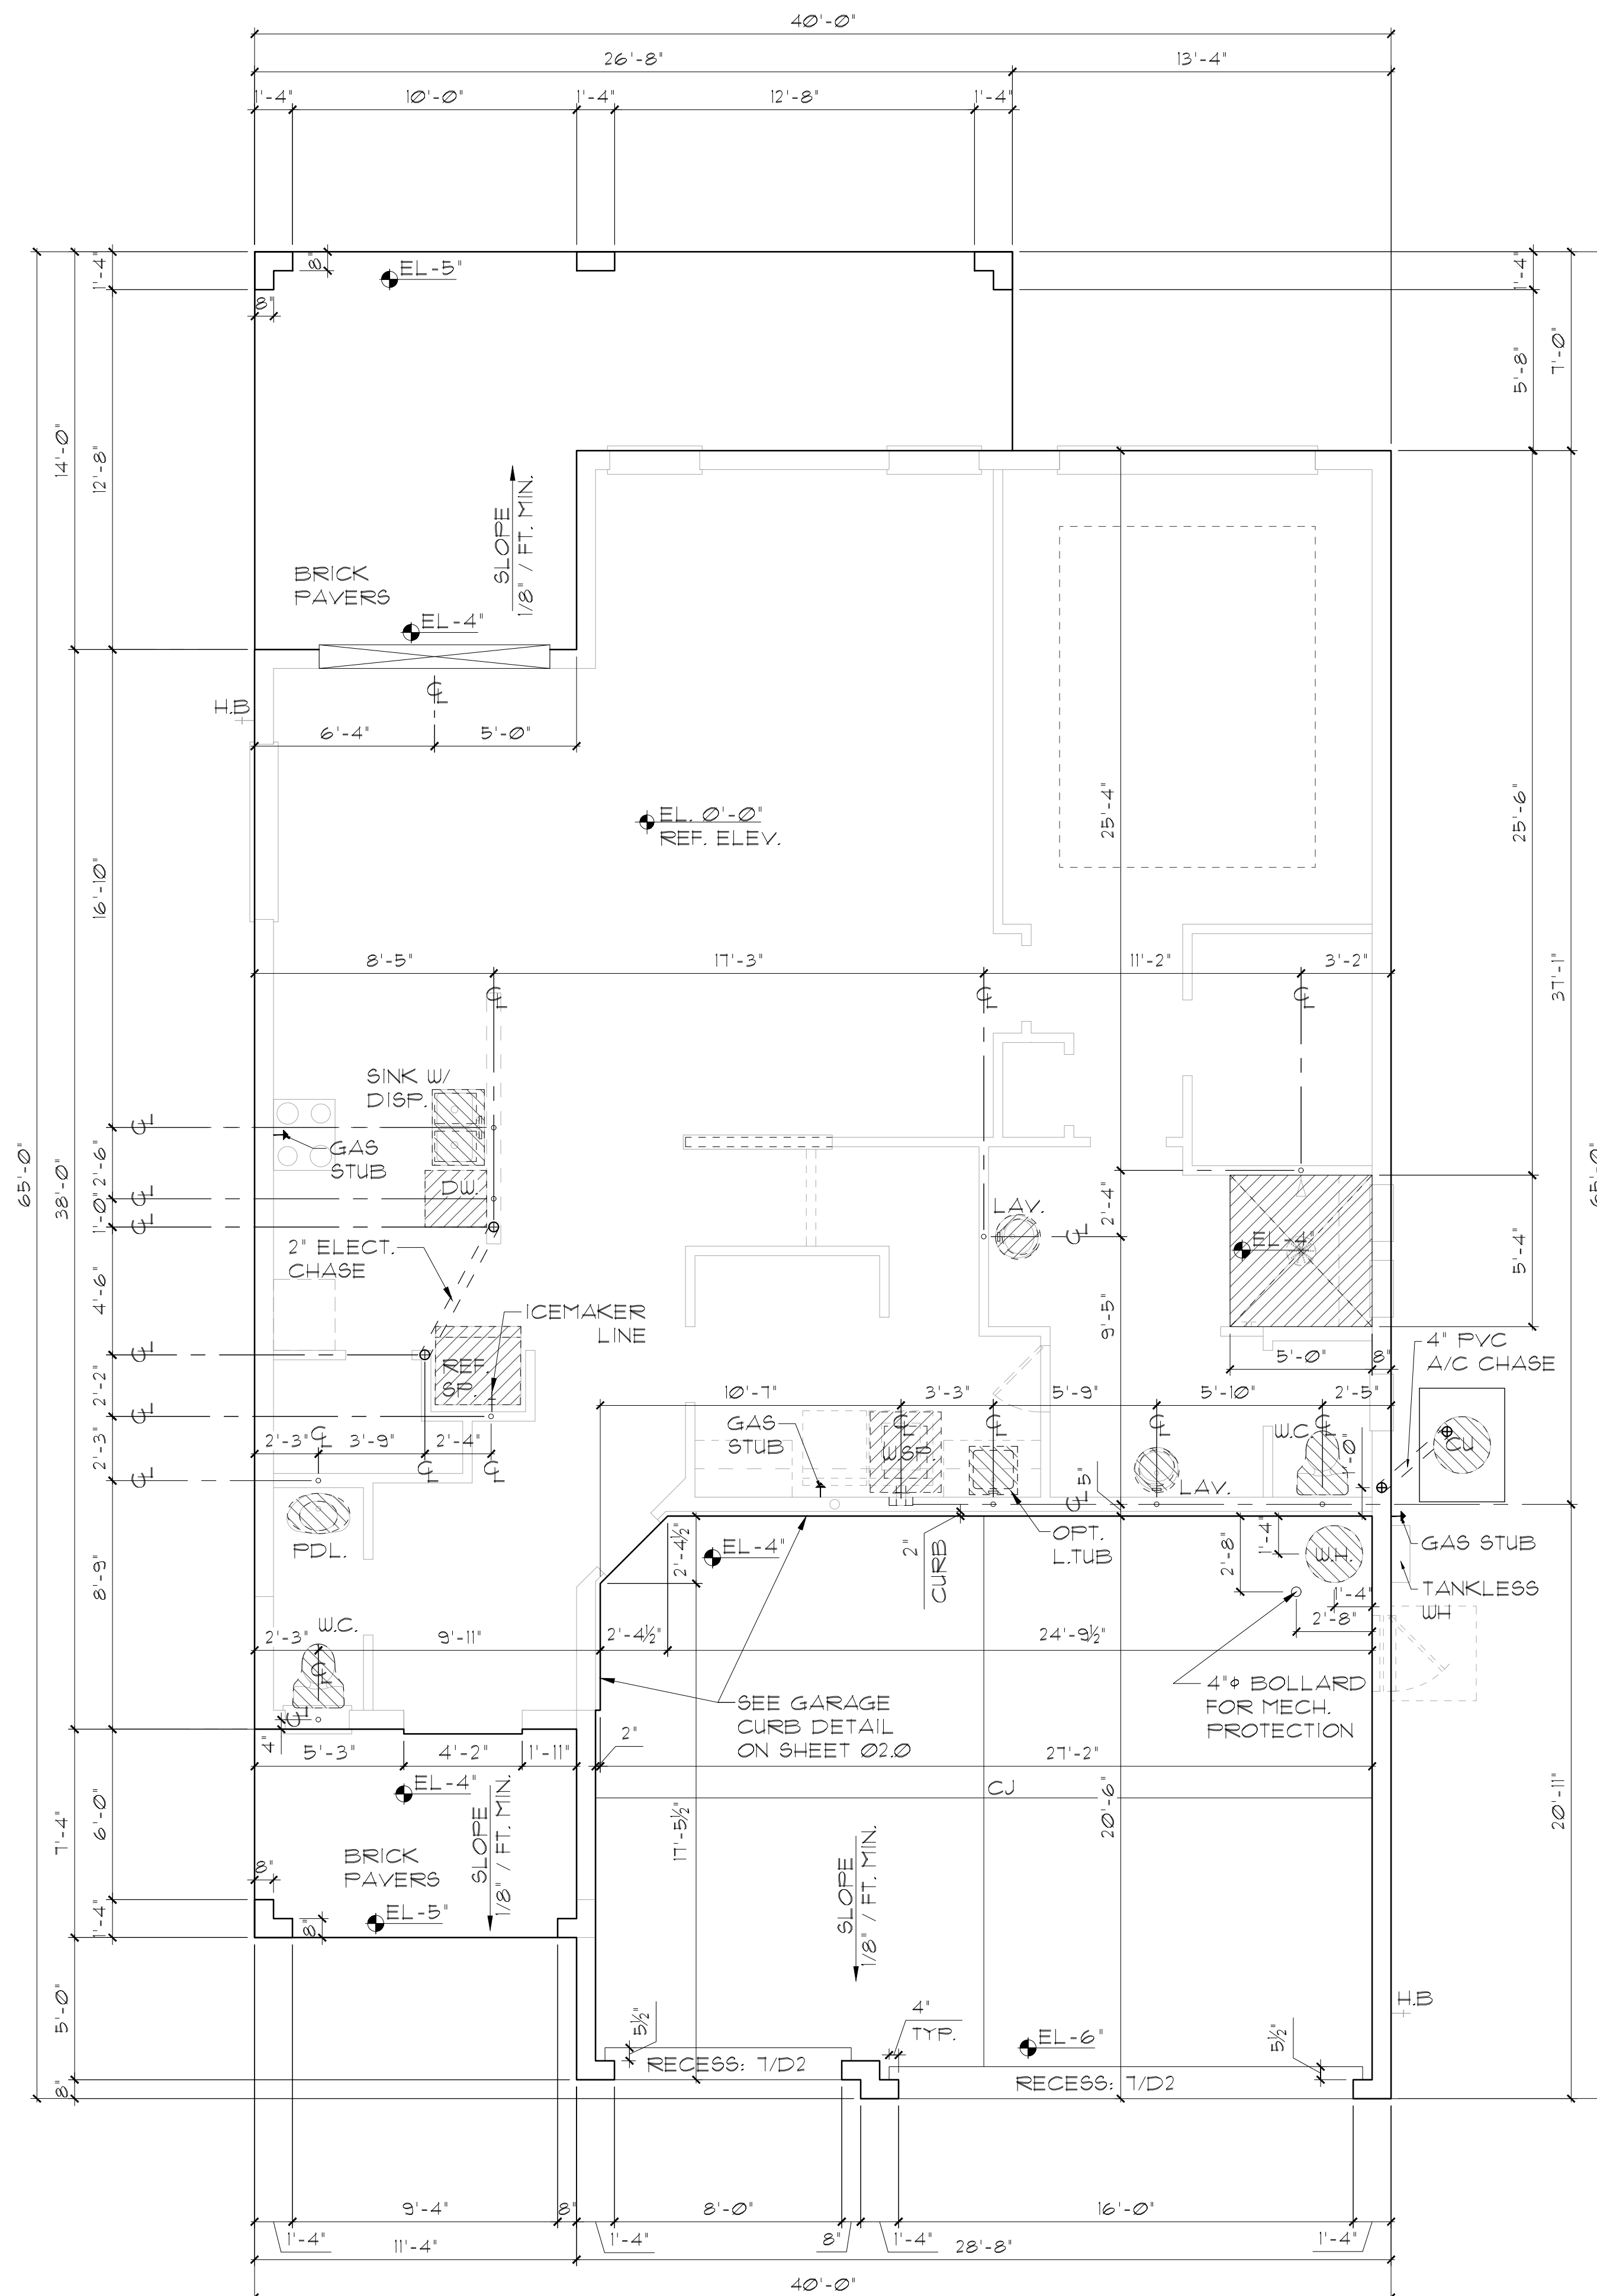 40'-0"
26'-8"
13'-4"
1'-4"
10'-0"
1'-4"
12'-8"
1'-4"
1'-4"
8"
EL-5"
8"
1'-4"
5'-8"
7'-0"
14'-0"
12'-8"
SLOPE
1/8" / FT. MIN.
BRICK
PAVERS
EL-4"
H.B
℄
6'-4"
5'-0"
EL. 0'-0"
REF. ELEV.
25'-4"
25'-6"
16'-10"
8'-5"
17'-3"
11'-2"
3'-2"
℄
℄
℄
37'-1"
SINK W/
DISP.
℄
GAS
STUB
2'-6"
65'-0"
38'-0"
65'-0"
DW.
℄
1'-0"
℄
LAV.
2'-4"
℄
EL-4"
5'-4"
2" ELECT.
CHASE
4'-6"
ICEMAKER
LINE
9'-5"
REF.
SP.
℄
5'-0"
8"
4" PVC
A/C CHASE
2'-2"
10'-7"
3'-3"
5'-9"
5'-10"
2'-5"
℄
GAS
STUB
℄
℄
℄
℄
W.C.
CU
W.SP.
2'-3"
℄
3'-9"
2'-4"
℄
℄
2'-3"
℄
1'-0"
LAV.
℄
5"
PDL.
OPT.
L.TUB
2"
CURB
EL-4"
2'-4½"
2'-8"
1'-4"
W.H.
GAS STUB
TANKLESS
WH
1'-4"
2'-8"
8'-9"
W.C.
2'-3"
9'-11"
2'-4½"
24'-9½"
℄
℄
4"
SEE GARAGE
CURB DETAIL
ON SHEET 02.0
4"ϕ BOLLARD
FOR MECH.
PROTECTION
2"
27'-2"
5'-3"
4'-2"
1'-11"
EL-4"
CJ
SLOPE
1/8" / FT. MIN.
17'-5½"
20'-6"
20'-11"
7'-4"
6'-0"
BRICK
PAVERS
8"
SLOPE
1/8" / FT. MIN.
1'-4"
8"
EL-5"
5'-0"
H.B
5½"
4"
TYP.
EL-6"
5½"
RECESS: 7/D2
RECESS: 7/D2
8"
9'-4"
8"
8'-0"
16'-0"
1'-4"
1'-4"
8"
1'-4"
1'-4"
11'-4"
28'-8"
40'-0"